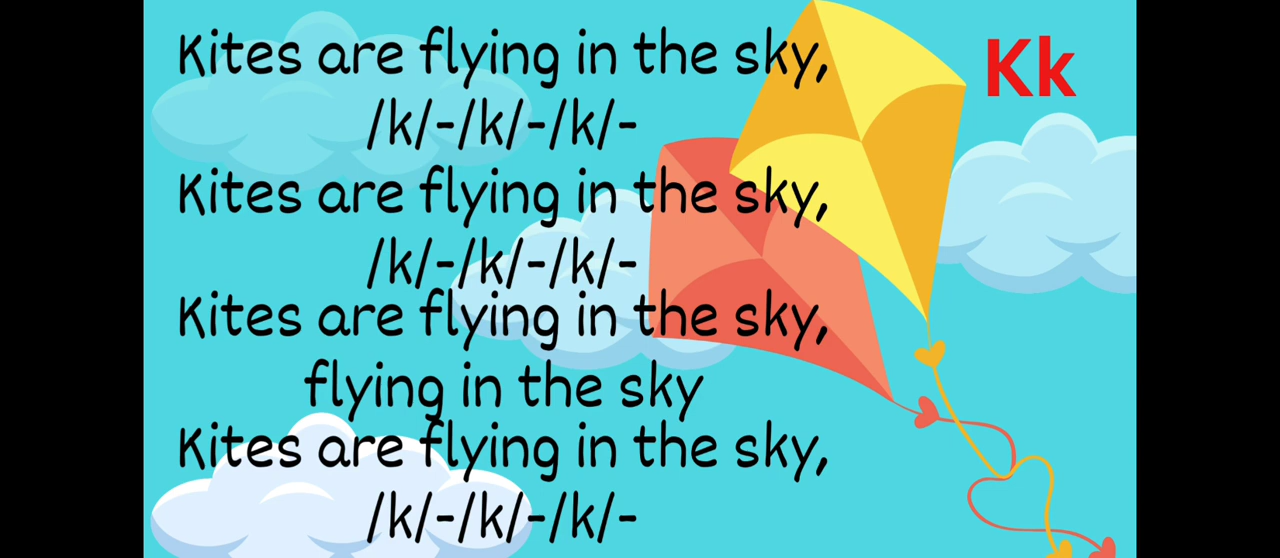 Kites are flying in the sky,
Kk
/k/-/k/-/k/-
Kites are flying in the sky,
/k/-/k/-/k/-
Kites are flying in the sky,
flying in the sky
Kites are flying in the sky,
/k/-/k/-/k/-